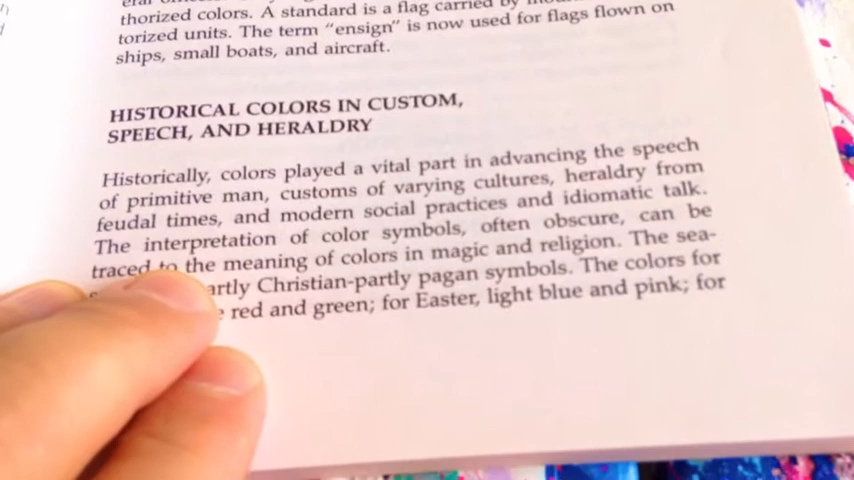 thorized colors. A standard is a flag carried by
torized units. The term “ensign” is now used for flags flown on
ships, small boats, and aircraft.
HISTORICAL COLORS IN CUSTOM,
SPEECH, AND HERALDRY
Historically, colors played a vital part in advancing the speech
of primitive man, customs of varying cultures, heraldry from
feudal times, and modern social practices and idiomatic talk.
The interpretation of color symbols, often obscure, can be
traced to the meaning of colors in magic and religion. The sea-
artly Christian-partly pagan symbols. The colors for
red and green; for Easter, light blue and pink; for